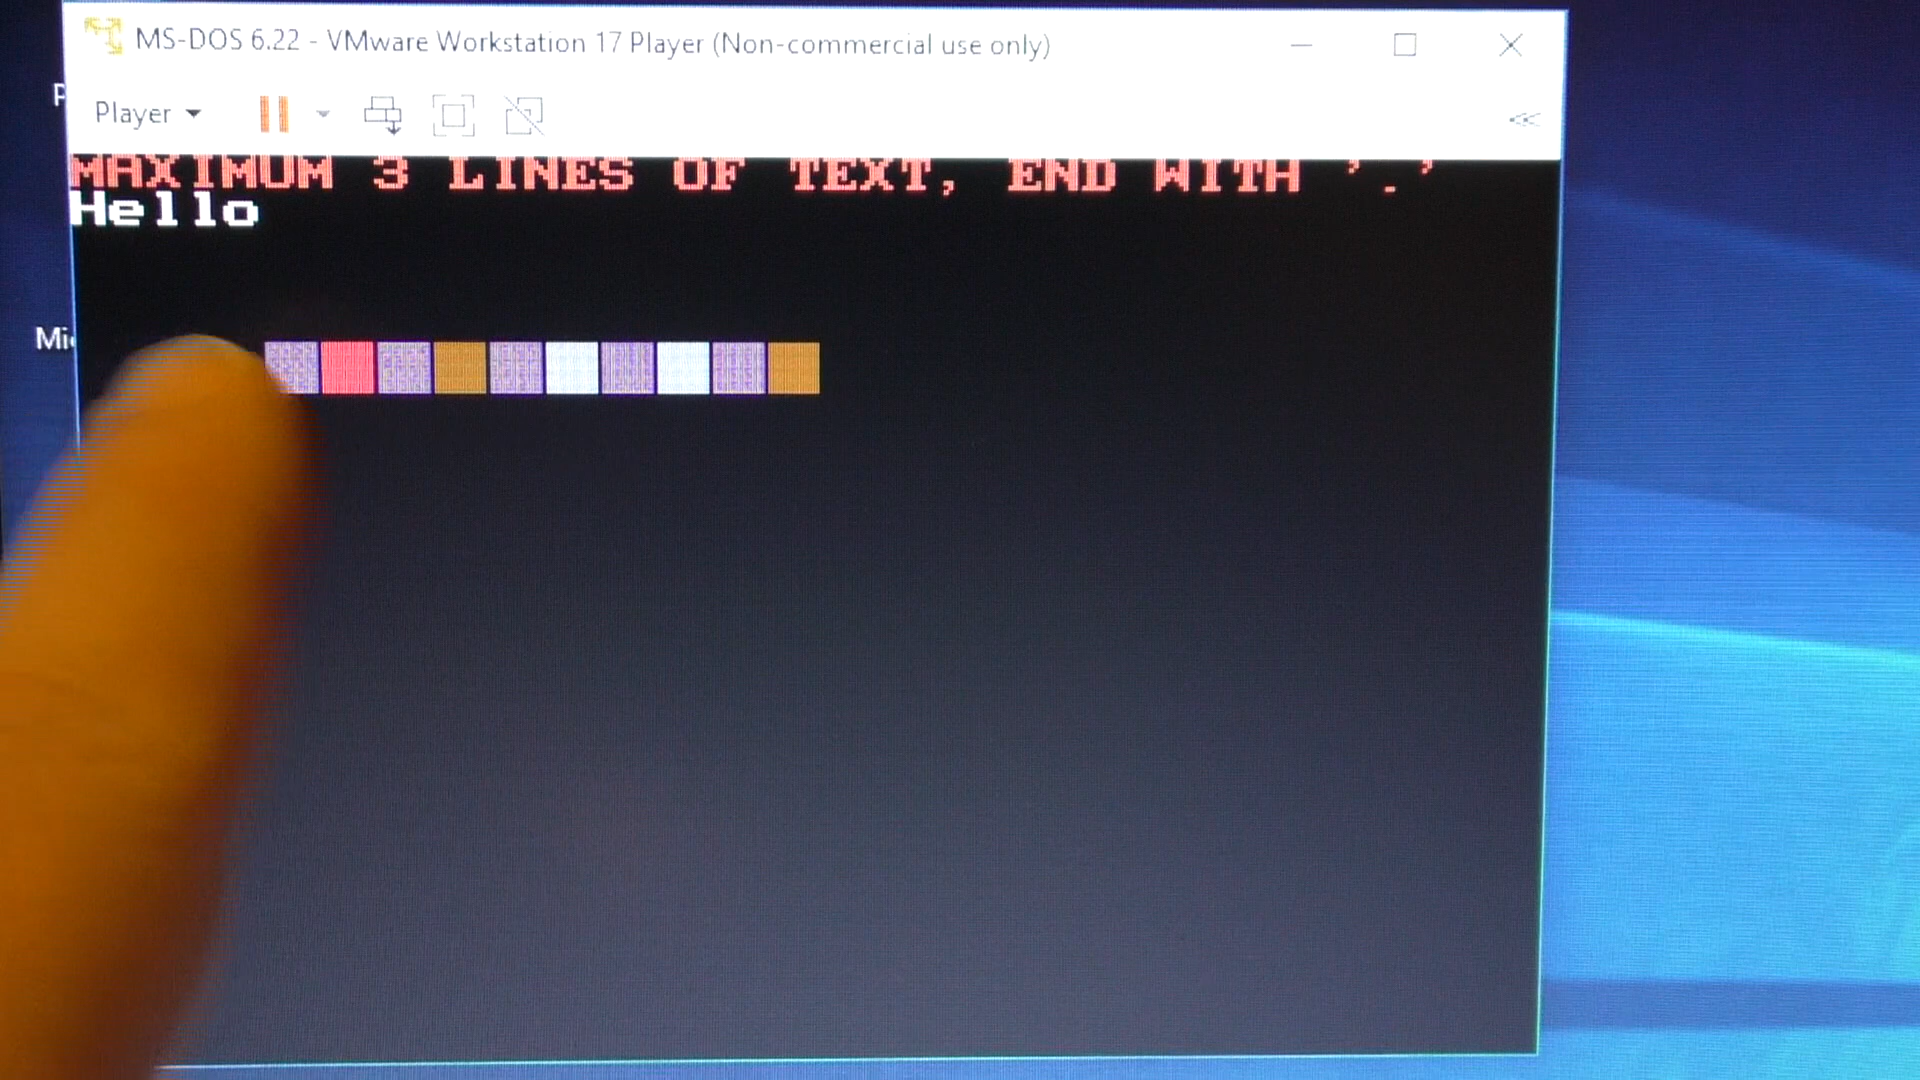 MS-DOS 6.22 - VMware Workstation 17 Player (Non-commercial use only)
Player
MAXIMUM 3 LINES OF TEXT, END WITH '.'
Hello